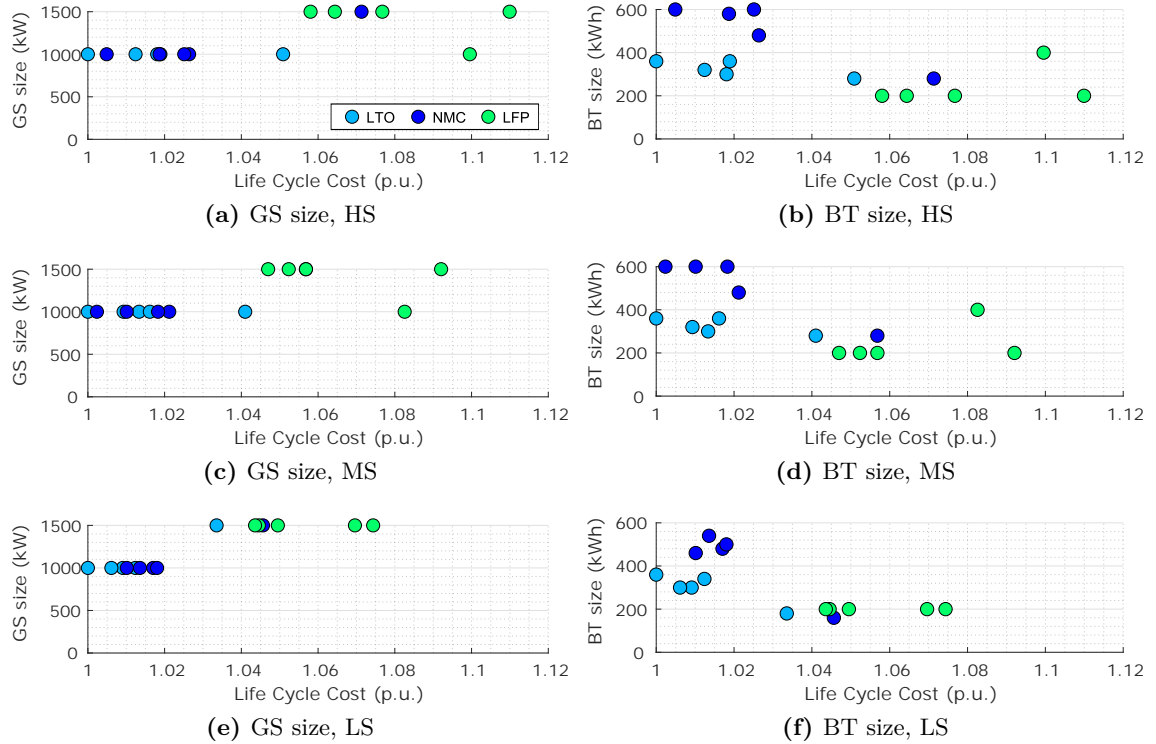 1500
1000
500
0
GS size (kW)
LTO NMC LFP
1 1.02 1.04 1.06 1.08 1.1 1.12
Life Cycle Cost (p.u.)
(a) GS size, HS
600
400
200
0
BT size (kWh)
1 1.02 1.04 1.06 1.08 1.1 1.12
Life Cycle Cost (p.u.)
(b) BT size, HS
1500
1000
500
0
GS size (kW)
1 1.02 1.04 1.06 1.08 1.1 1.12
Life Cycle Cost (p.u.)
(c) GS size, MS
600
400
200
0
BT size (kWh)
1 1.02 1.04 1.06 1.08 1.1 1.12
Life Cycle Cost (p.u.)
(d) BT size, MS
1500
1000
500
0
GS size (kW)
1 1.02 1.04 1.06 1.08 1.1 1.12
Life Cycle Cost (p.u.)
(e) GS size, LS
600
400
200
0
BT size (kWh)
1 1.02 1.04 1.06 1.08 1.1 1.12
Life Cycle Cost (p.u.)
(f) BT size, LS